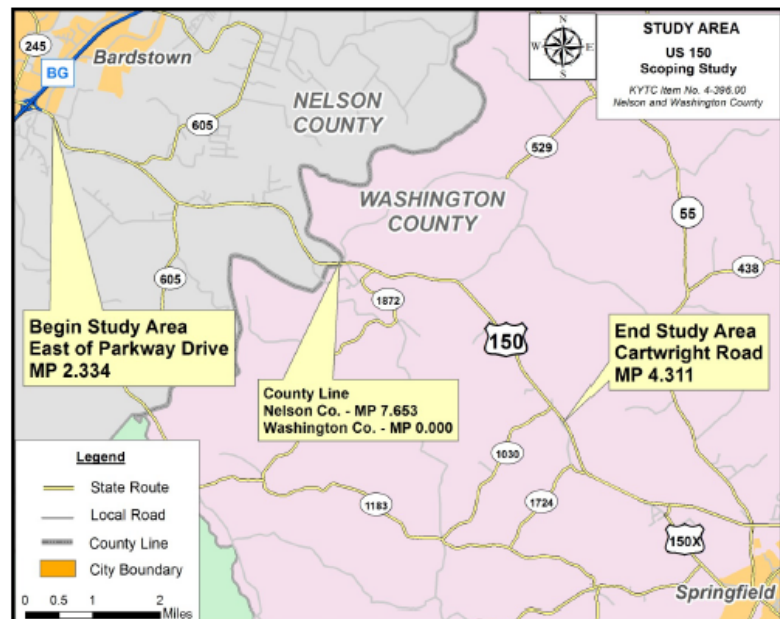 STUDY AREA
US 150
Scoping Study
KYTC Item No. 4-396.00
Nelson and Washington County
N
W
E
S
245
BG
Bardstown
605
NELSON
COUNTY
529
WASHINGTON
COUNTY
55
438
605
1872
150
Begin Study Area
East of Parkway Drive
MP 2.334
End Study Area
Cartwright Road
MP 4.311
County Line
Nelson Co. - MP 7.653
Washington Co. - MP 0.000
1030
1183
1724
150X
Springfield
Legend
State Route
Local Road
County Line
City Boundary
0 0.5 1 2
Miles